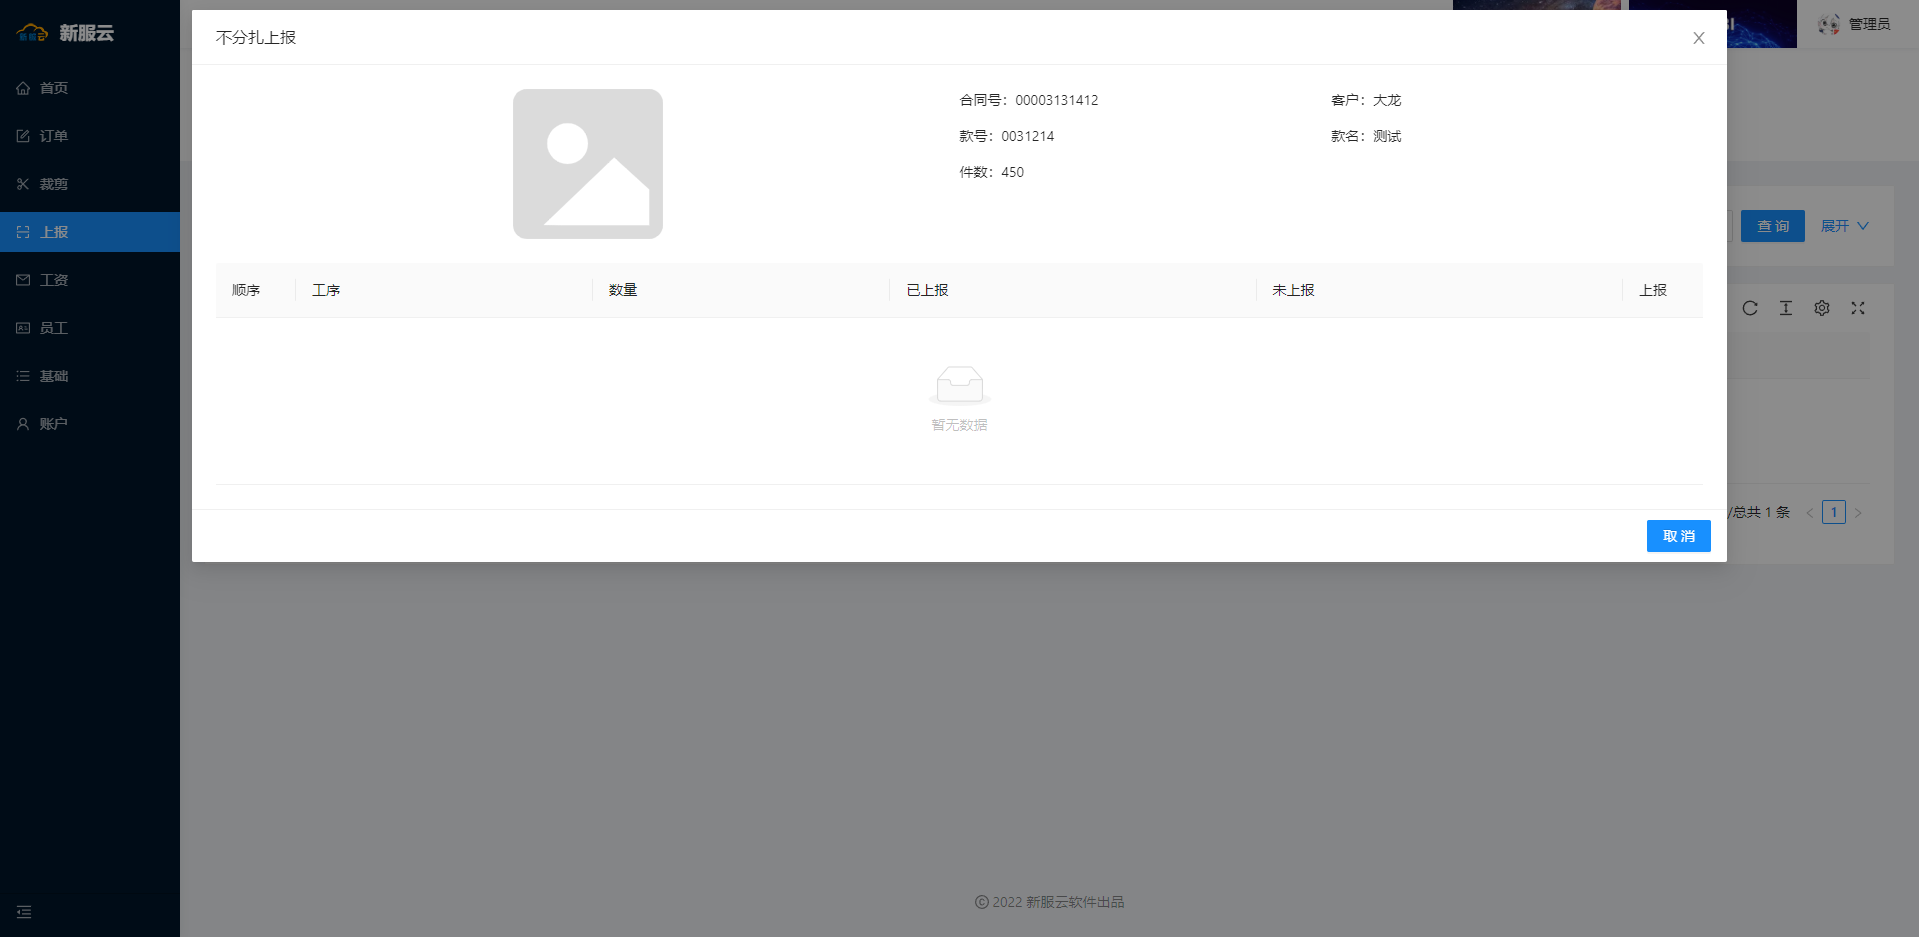 新服云
首页
订单
裁剪
上报
工资
员工
基础
账户
管理员
不分扎上报
合同号：00003131412
客户：大龙
款号：0031214
款名：测试
件数：450
顺序 工序 数量 已上报 未上报 上报
暂无数据
取消
查询 展开
/总共 1 条 1
© 2022 新服云软件出品